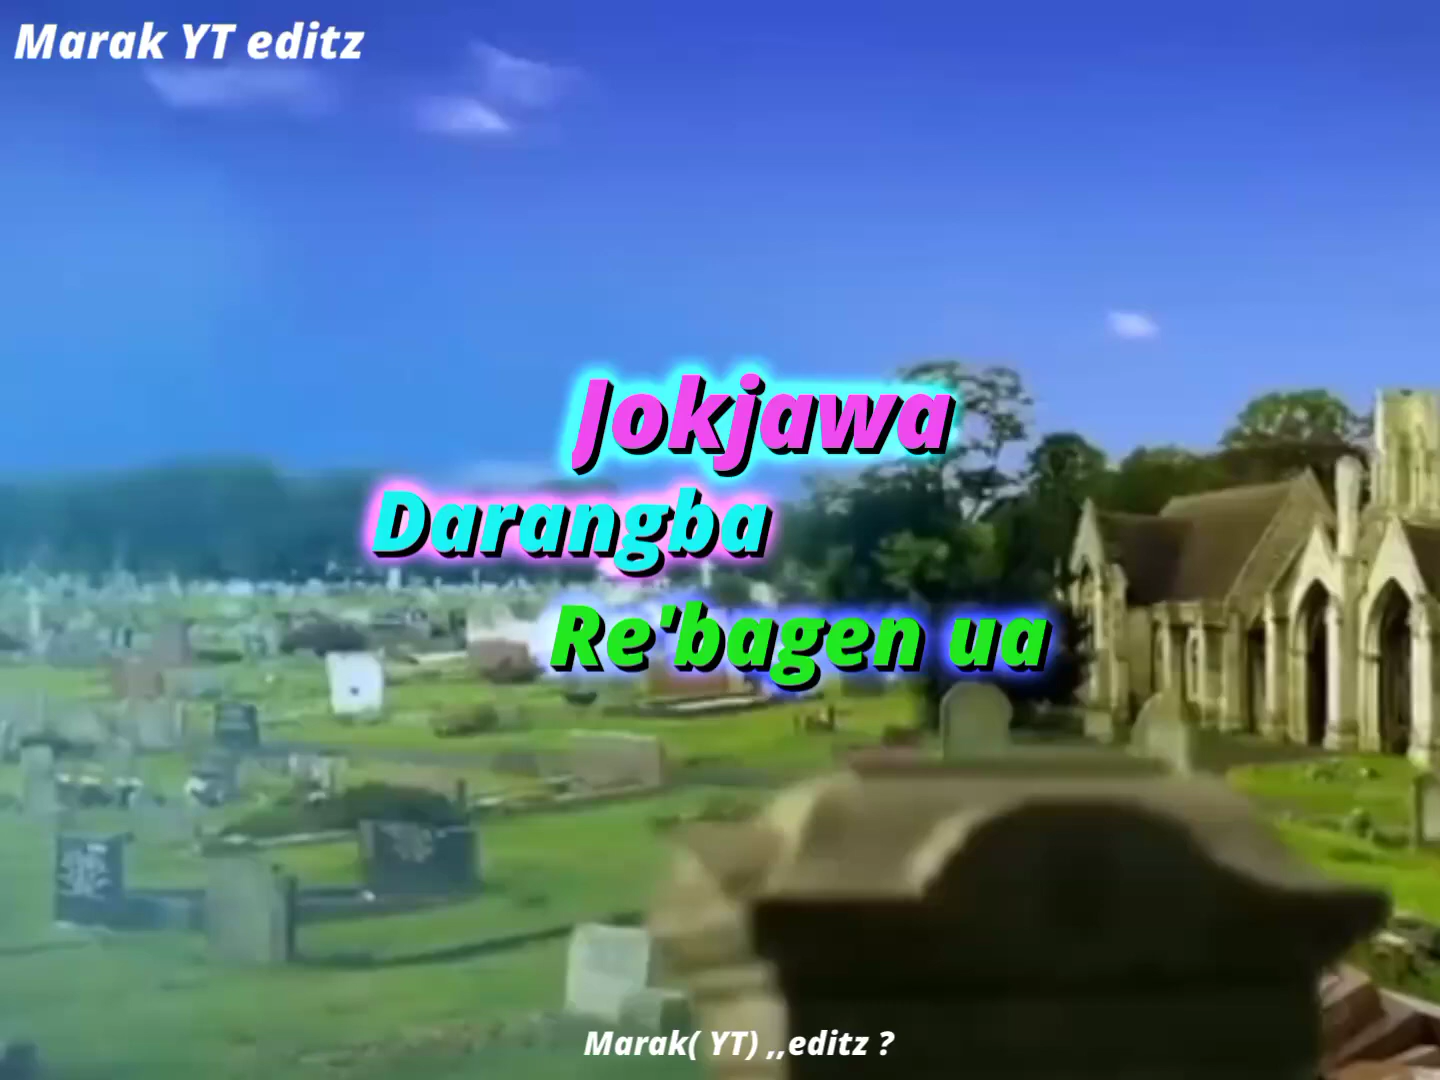 Marak YT editz
Jokjawa
Darangba
Re'bagen ua
Marak( YT) ,,editz ?